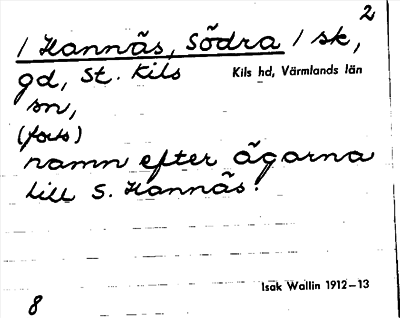 2
/ Hannäs, Södra / sk,
gd, St. Kils
Kils hd, Värmlands län
sn,
(forts)
namn efter ägarna
till S. Hannäs.
Isak Wallin 1912—13
8